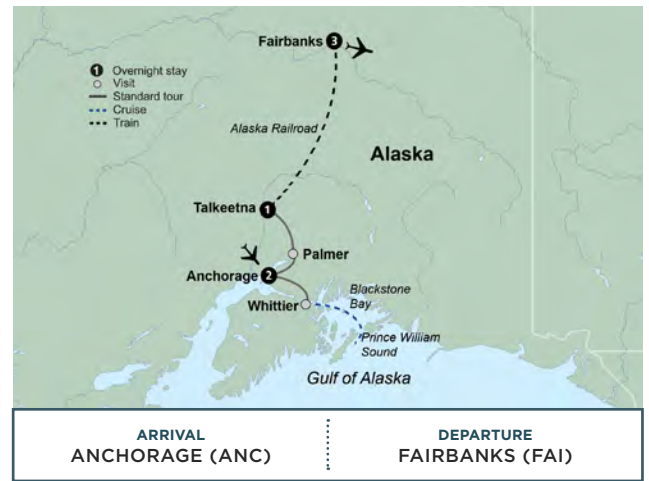 Fairbanks 3
1 Overnight stay
Visit
Standard tour
Cruise
Train
Alaska Railroad
Alaska
Talkeetna 1
Palmer
Anchorage 2
Whittier
Blackstone
Bay
Prince William
Sound
Gulf of Alaska
ARRIVAL
ANCHORAGE (ANC)
DEPARTURE
FAIRBANKS (FAI)